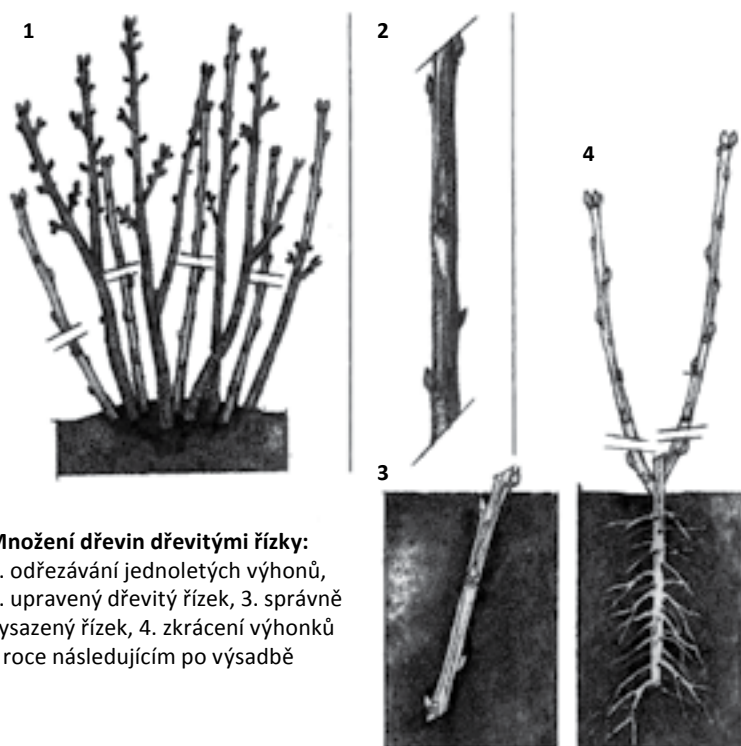 1
2
4
3
Množení dřevin dřevitými řízky:
. odřezávání jednoletých výhonů,
. upravený dřevitý řízek, 3. správně
ysazený řízek, 4. zkrácení výhonků
roce následujícím po výsadbě